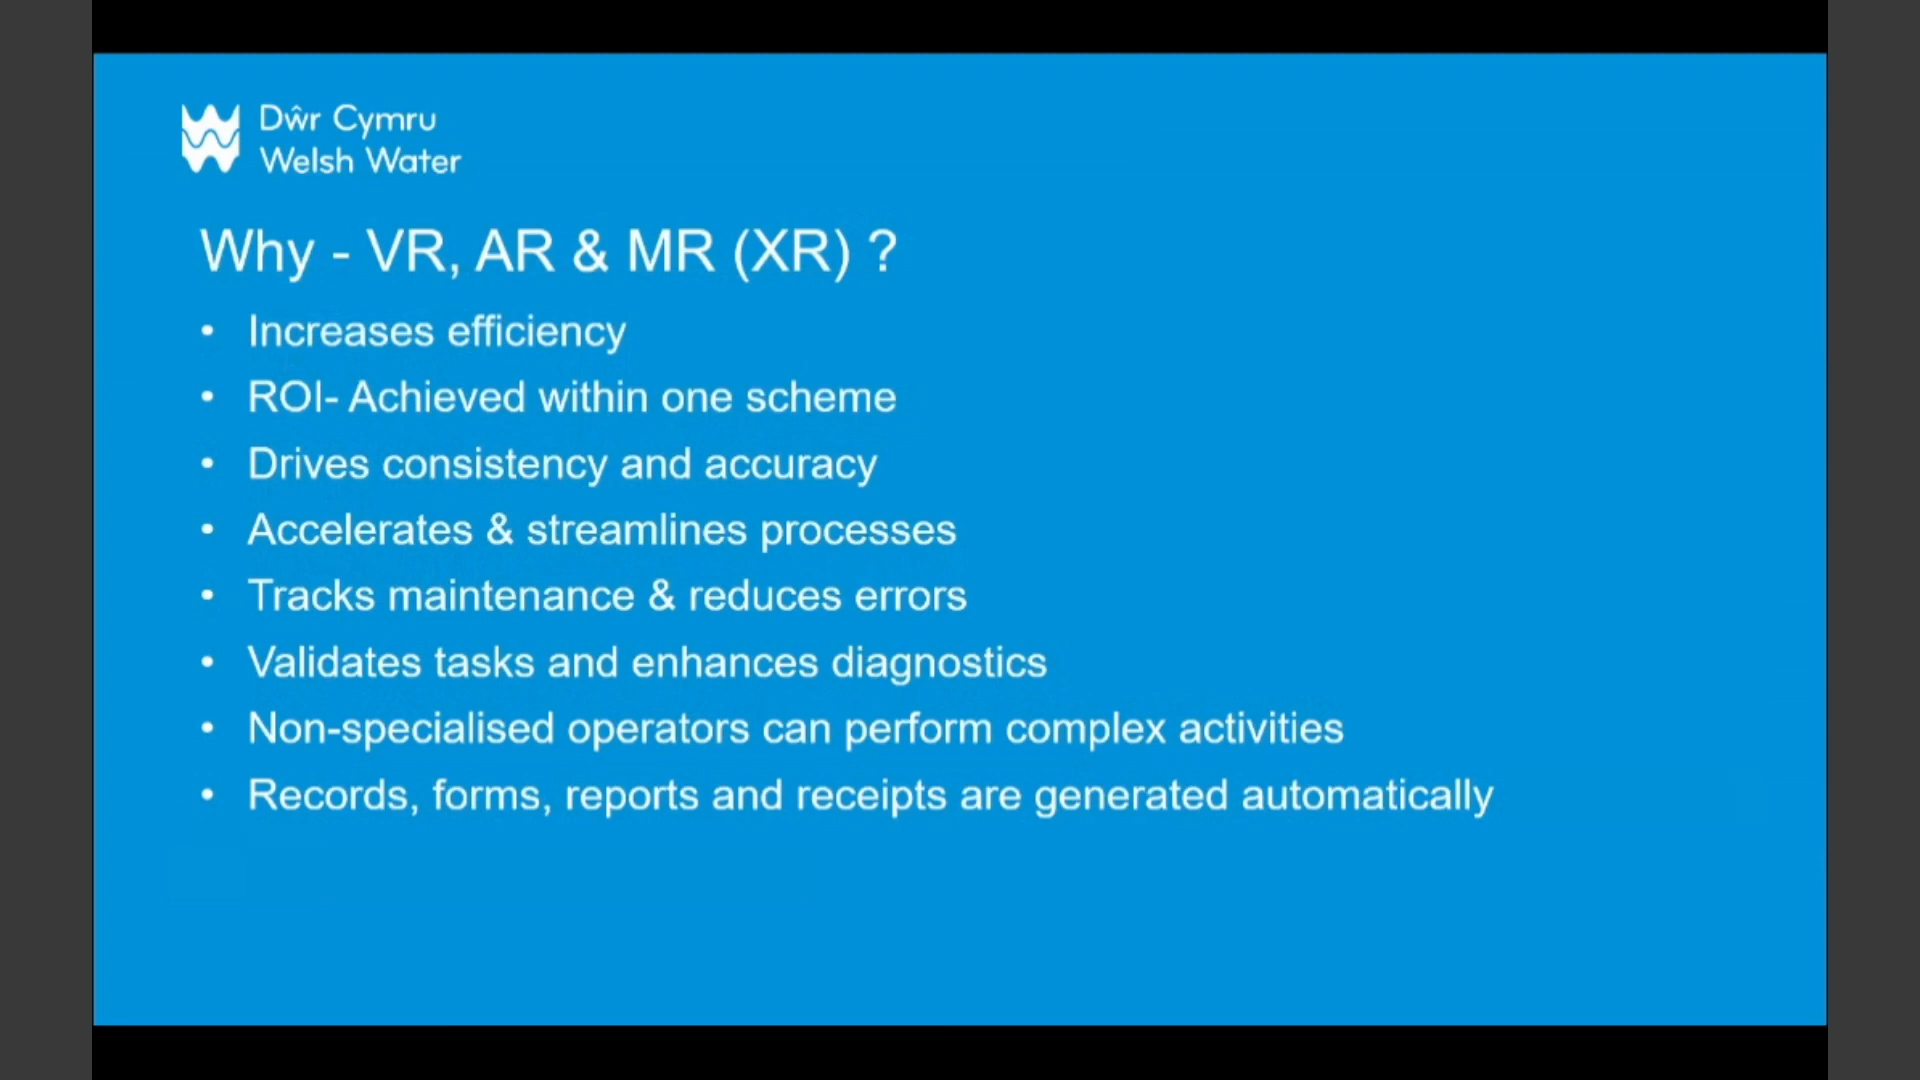 Dŵr Cymru
Welsh Water
Why - VR, AR & MR (XR) ?
• Increases efficiency
• ROI- Achieved within one scheme
• Drives consistency and accuracy
• Accelerates & streamlines processes
• Tracks maintenance & reduces errors
• Validates tasks and enhances diagnostics
• Non-specialised operators can perform complex activities
• Records, forms, reports and receipts are generated automatically